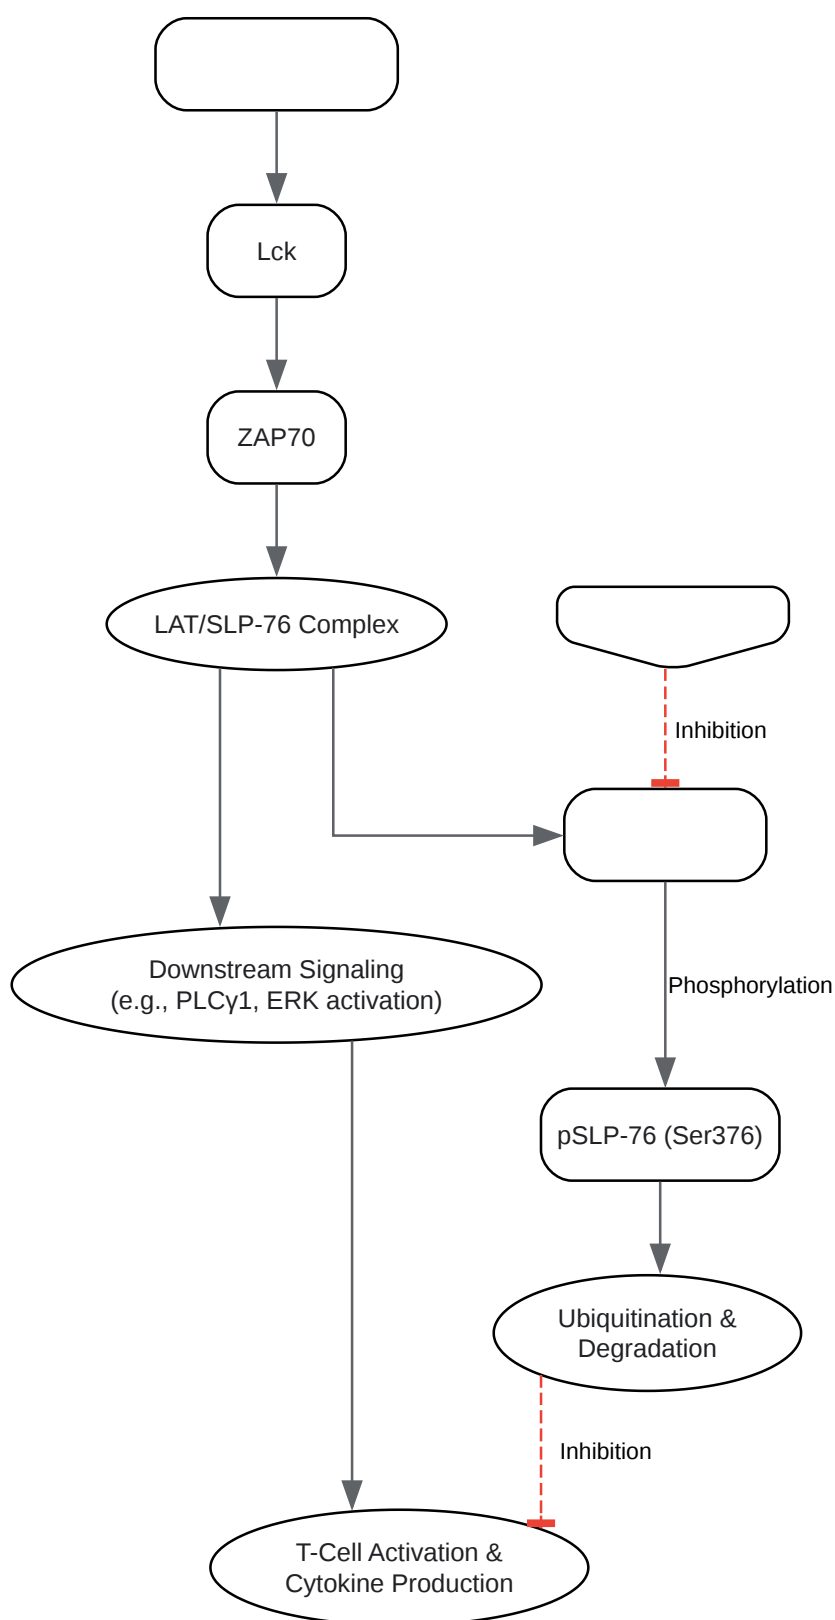 Lck
ZAP70
LAT/SLP-76 Complex
Inhibition
Downstream Signaling
(e.g., PLCγ1, ERK activation)
Phosphorylation
pSLP-76 (Ser376)
Ubiquitination &
Degradation
Inhibition
T-Cell Activation &
Cytokine Production